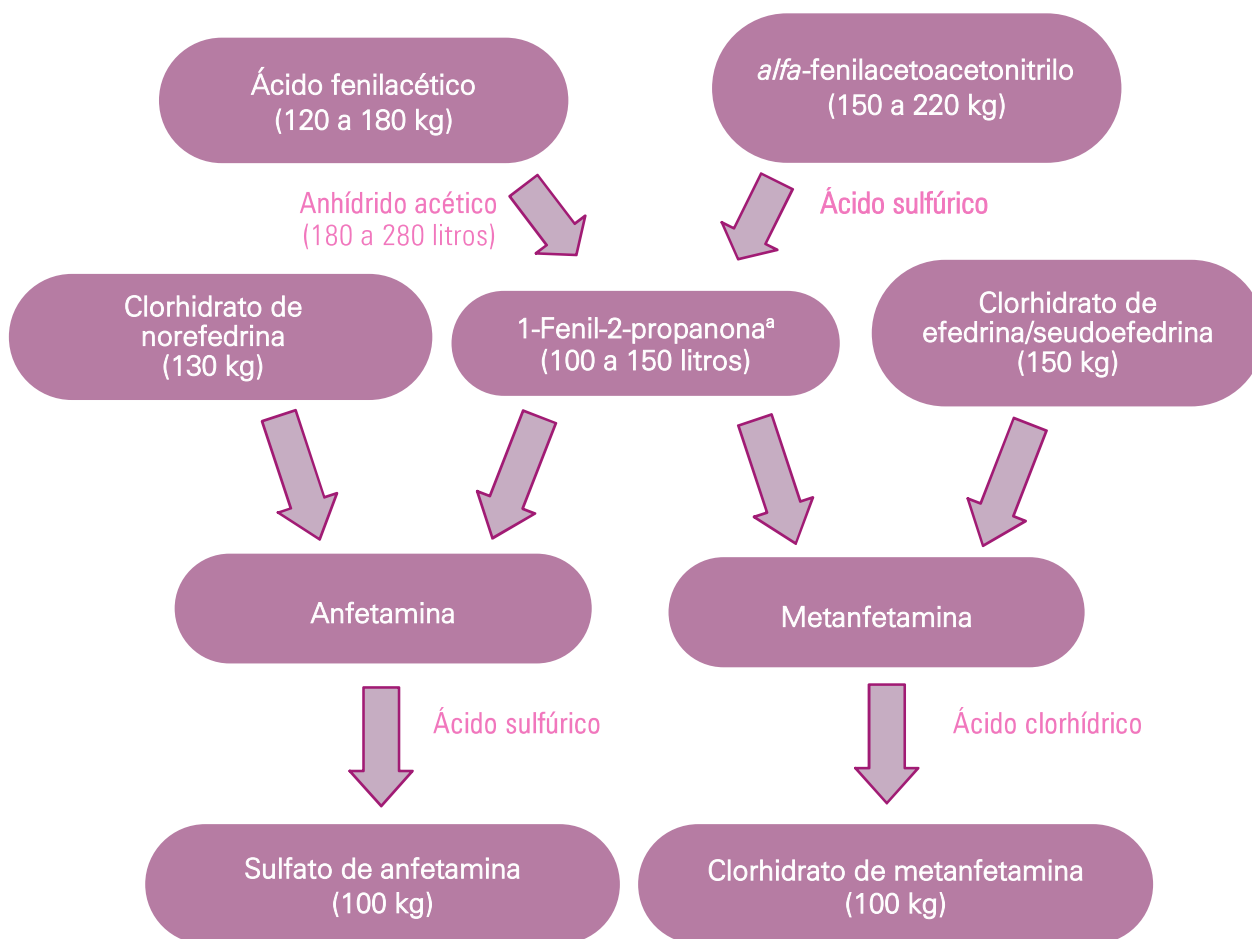 Ácido fenilacético
(120 a 180 kg)
alfa-fenilacetoacetonitrilo
(150 a 220 kg)
Anhídrido acético
(180 a 280 litros)
Ácido sulfúrico
Clorhidrato de
norefedrina
(130 kg)
1-Fenil-2-propanonaª
(100 a 150 litros)
Clorhidrato de
efedrina/seudoefedrina
(150 kg)
Anfetamina
Metanfetamina
Ácido sulfúrico
Ácido clorhídrico
Sulfato de anfetamina
(100 kg)
Clorhidrato de metanfetamina
(100 kg)